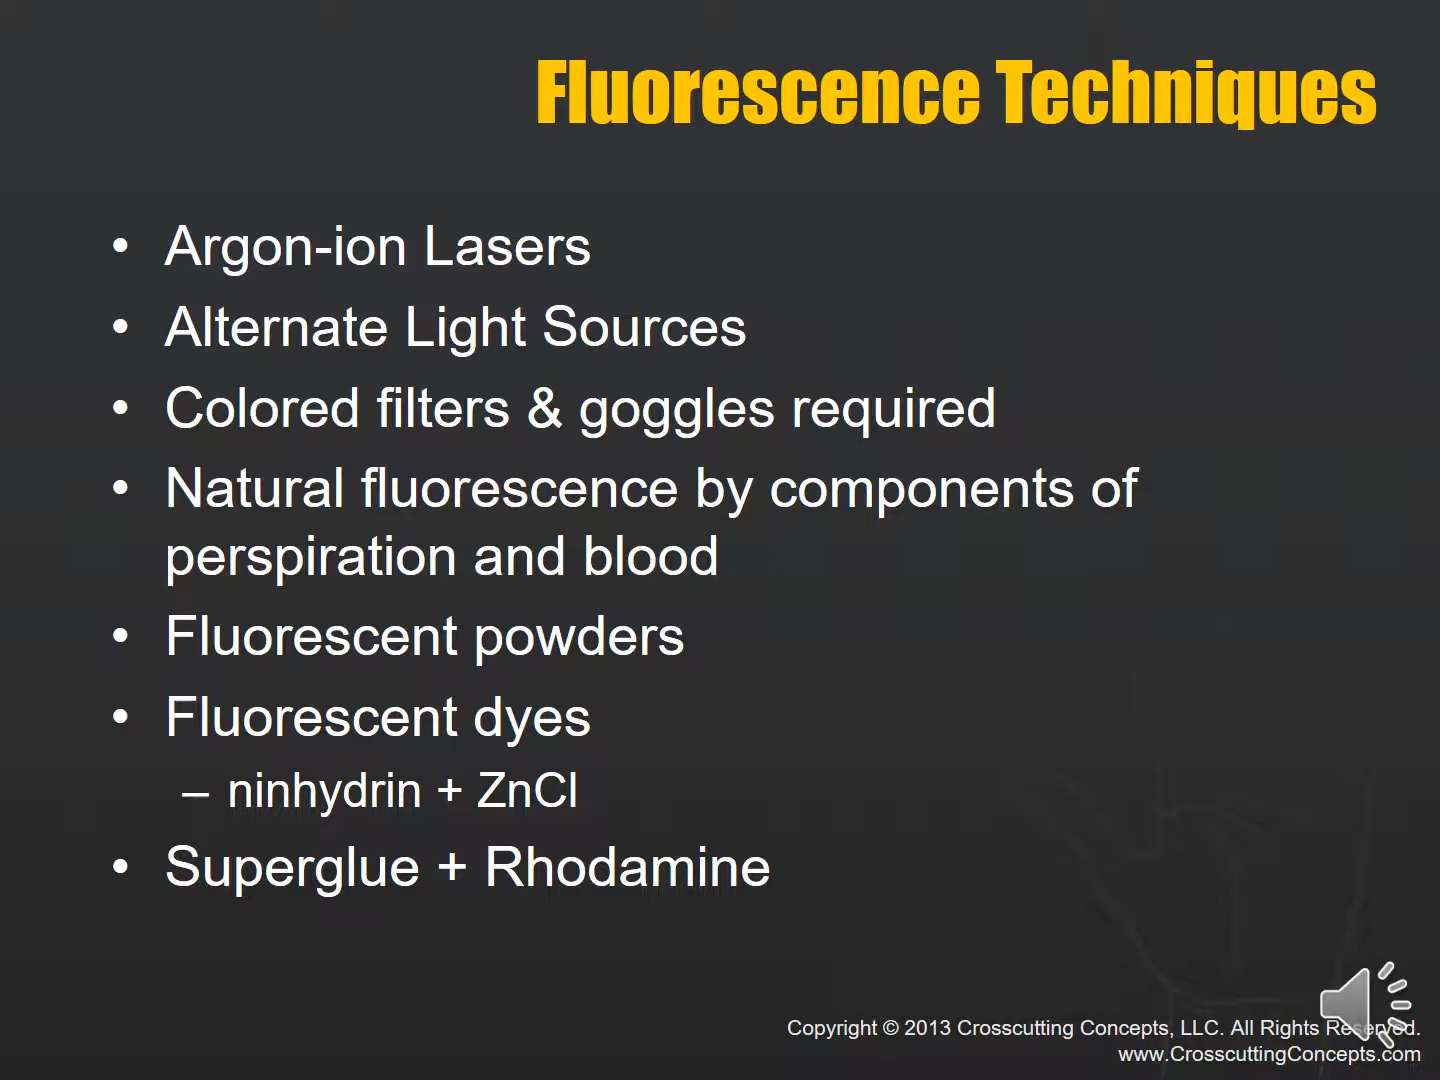 Fluorescence Techniques
• Argon-ion Lasers
• Alternate Light Sources
• Colored filters & goggles required
• Natural fluorescence by components of
perspiration and blood
• Fluorescent powders
• Fluorescent dyes
– ninhydrin + ZnCl
• Superglue + Rhodamine
Copyright © 2013 Crosscutting Concepts, LLC. All Rights Reserved.
www.CrosscuttingConcepts.com